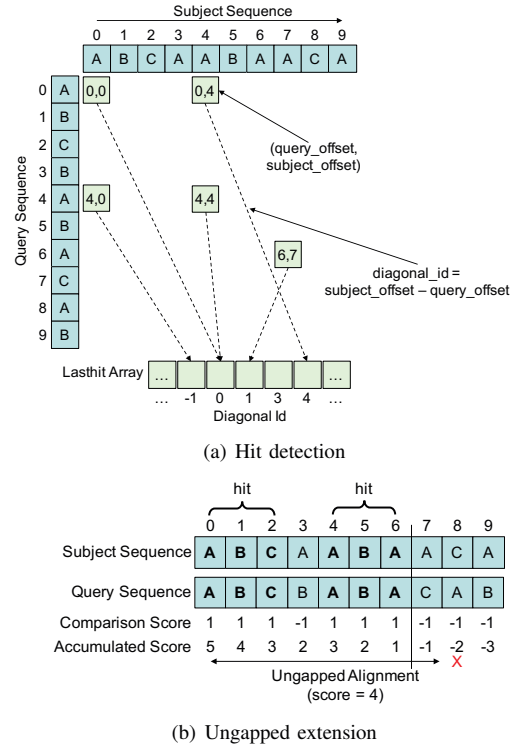 Subject Sequence
0 1 2 3 4 5 6 7 8 9
A B C A A B A A C A
Query Sequence
0 A
1 B
2 C
3 B
4 A
5 B
6 A
7 C
8 A
9 B
0,0
0,4
(query_offset,
subject_offset)
4,0
4,4
6,7
diagonal_id =
subject_offset – query_offset
Lasthit Array
... ...
... -1 0 1 3 4 ...
Diagonal Id
(a) Hit detection
hit hit
0 1 2 3 4 5 6 7 8 9
Subject Sequence A B C A A B A A C A
Query Sequence A B C B A B A C A B
Comparison Score 1 1 1 -1 1 1 1 -1 -1 -1
Accumulated Score 5 4 3 2 3 2 1 -1 -2 -3
X
Ungapped Alignment
(score = 4)
(b) Ungapped extension